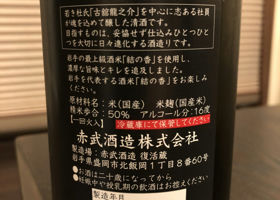 若き杜氏「古舘龍之介」を中心に志ある社員
が魂を込めて醸した清酒です。
目指すものは、妥協せず仕込みひとつひと
つを大切に日々進化する酒造りです。
岩手の最上級酒米「結の香」を使用し、
濃厚な旨味とキレを追及しました。
岩手を代表する酒米「結の香」をお楽しみく
ださい。
原材料名:米(国産) 米麹(国産米)
精米歩合:50% アルコール分:16度
【一回火入】 冷蔵庫にて保管してください
赤武酒造株式会社
製造場:赤武酒造 復活蔵
岩手県盛岡市北飯岡1丁目8番60号
●お酒は二十歳になってから
●妊娠中や授乳期の飲酒はお控えください
製造年月